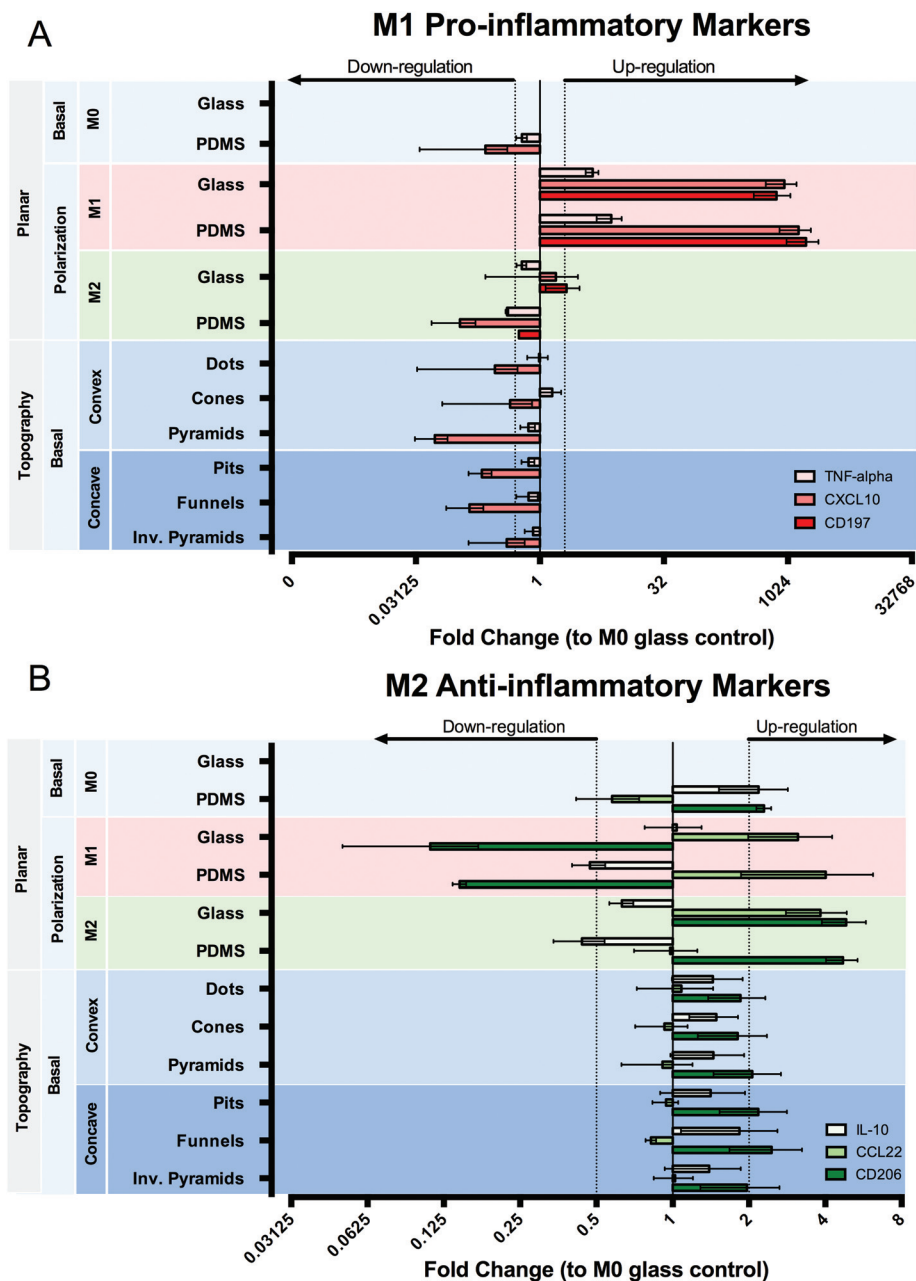 A
M1 Pro-inflammatory Markers
Down-regulation
Up-regulation
Planar
Basal
M0
Glass
PDMS
Polarization
M1
Glass
PDMS
M2
Glass
PDMS
Topography
Basal
Convex
Dots
Cones
Pyramids
Concave
Pits
Funnels
Inv. Pyramids
TNF-alpha
CXCL10
CD197
0
0.03125
1
32
1024
32768
Fold Change (to M0 glass control)
B
M2 Anti-inflammatory Markers
Down-regulation
Up-regulation
Planar
Basal
M0
Glass
PDMS
Polarization
M1
Glass
PDMS
M2
Glass
PDMS
Topography
Basal
Convex
Dots
Cones
Pyramids
Concave
Pits
Funnels
Inv. Pyramids
IL-10
CCL22
CD206
0.03125
0.0625
0.125
0.25
0.5
1
2
4
8
Fold Change (to M0 glass control)